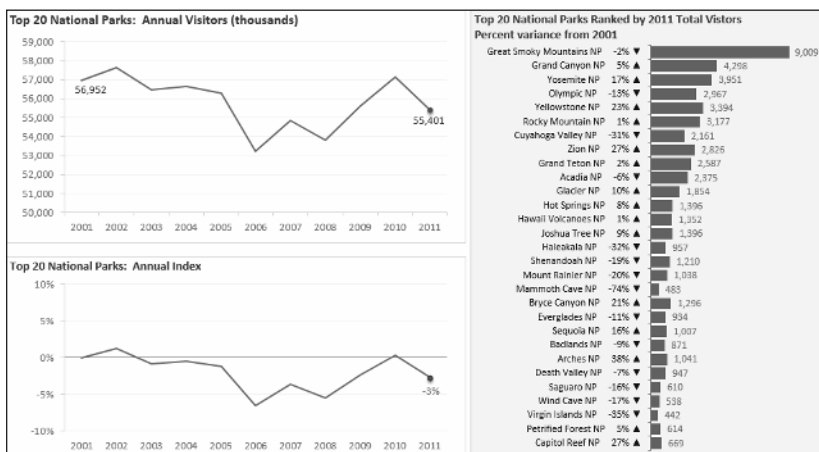 Top 20 National Parks: Annual Visitors (thousands)
59,000
58,000
57,000
56,000
55,000
54,000
53,000
52,000
51,000
50,000
56,952
55,401
2001 2002 2003 2004 2005 2006 2007 2008 2009 2010 2011
Top 20 National Parks: Annual Index
10%
5%
0%
-5%
-10%
-3%
2001 2002 2003 2004 2005 2006 2007 2008 2009 2010 2011
Top 20 National Parks Ranked by 2011 Total Vistors
Percent variance from 2001
Great Smoky Mountains NP -2% ▼ 9,009
Grand Canyon NP 5% ▲ 4,298
Yosemite NP 17% ▲ 3,951
Olympic NP -13% ▼ 2,967
Yellowstone NP 23% ▲ 3,394
Rocky Mountain NP 1% ▲ 3,177
Cuyahoga Valley NP -31% ▼ 2,161
Zion NP 27% ▲ 2,826
Grand Teton NP 2% ▲ 2,587
Acadia NP -6% ▼ 2,375
Glacier NP 10% ▲ 1,854
Hot Springs NP 8% ▲ 1,396
Hawaii Volcanoes NP 1% ▲ 1,352
Joshua Tree NP 9% ▲ 1,396
Haleakala NP -32% ▼ 957
Shenandoah NP -19% ▼ 1,210
Mount Rainier NP -20% ▼ 1,038
Mammoth Cave NP -74% ▼ 483
Bryce Canyon NP 21% ▲ 1,296
Everglades NP -11% ▼ 934
Sequoia NP 16% ▲ 1,007
Badlands NP -9% ▼ 871
Arches NP 38% ▲ 1,041
Death Valley NP -7% ▼ 947
Saguaro NP -16% ▼ 610
Wind Cave NP -17% ▼ 538
Virgin Islands NP -35% ▼ 442
Petrified Forest NP 5% ▲ 614
Capitol Reef NP 27% ▲ 669